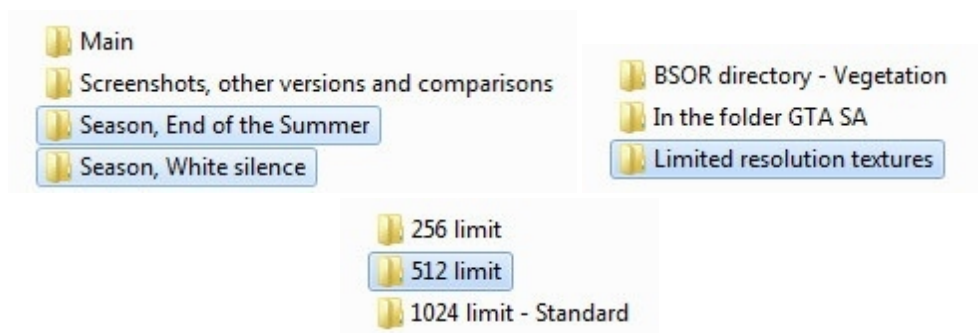 Main
Screenshots, other versions and comparisons
Season, End of the Summer
Season, White silence
BSOR directory - Vegetation
In the folder GTA SA
Limited resolution textures
256 limit
512 limit
1024 limit - Standard